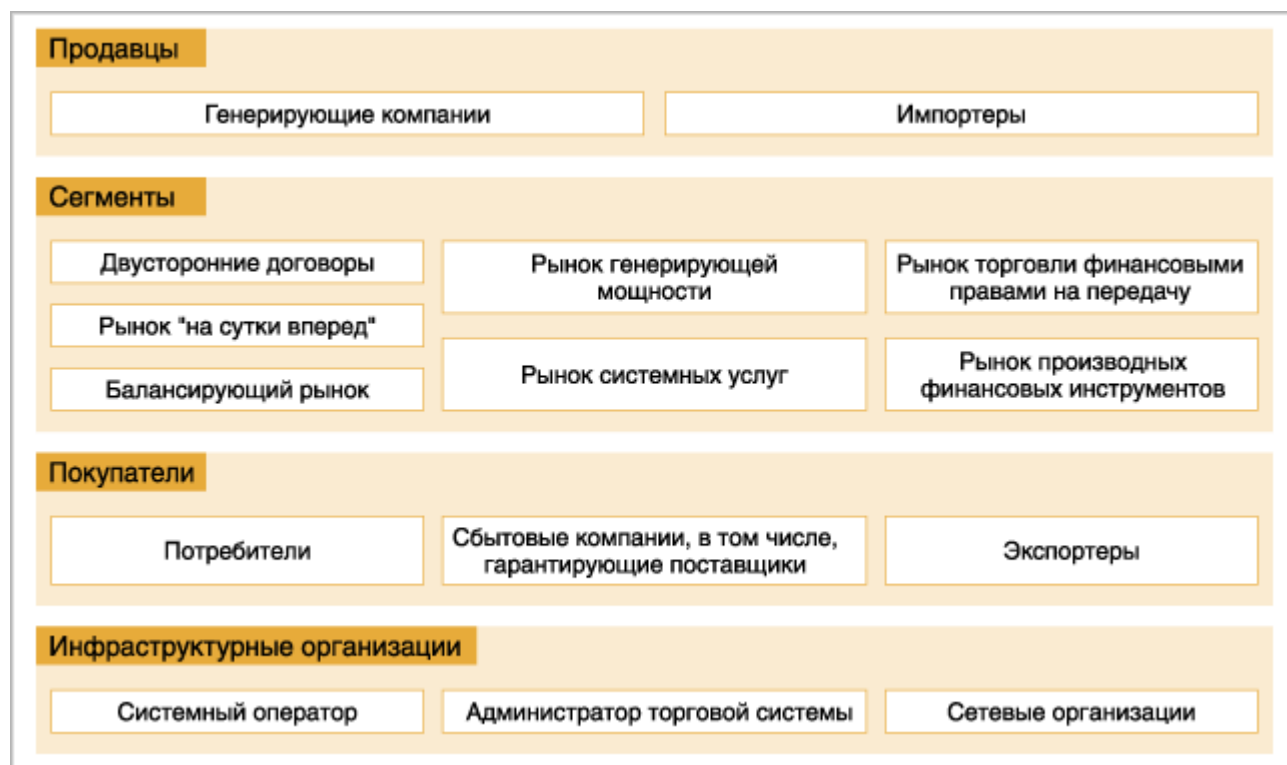 Продавцы
Генерирующие компании
Импортеры
Сегменты
Двусторонние договоры
Рынок "на сутки вперед"
Балансирующий рынок
Рынок генерирующей
мощности
Рынок системных услуг
Рынок торговли финансовыми
правами на передачу
Рынок производных
финансовых инструментов
Покупатели
Потребители
Сбытовые компании, в том числе,
гарантирующие поставщики
Экспортеры
Инфраструктурные организации
Системный оператор
Администратор торговой системы
Сетевые организации